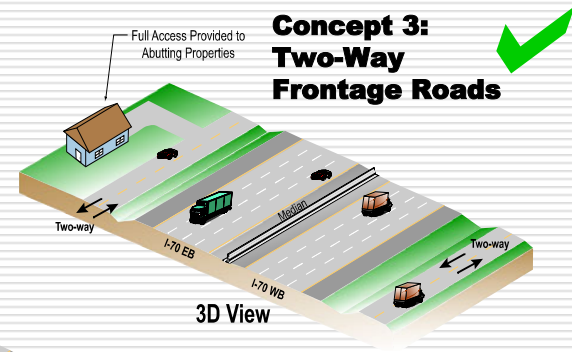 Full Access Provided to
Abutting Properties
Concept 3:
Two-Way
Frontage Roads
Median
Two-way
I-70 EB
I-70 WB
Two-way
3D View